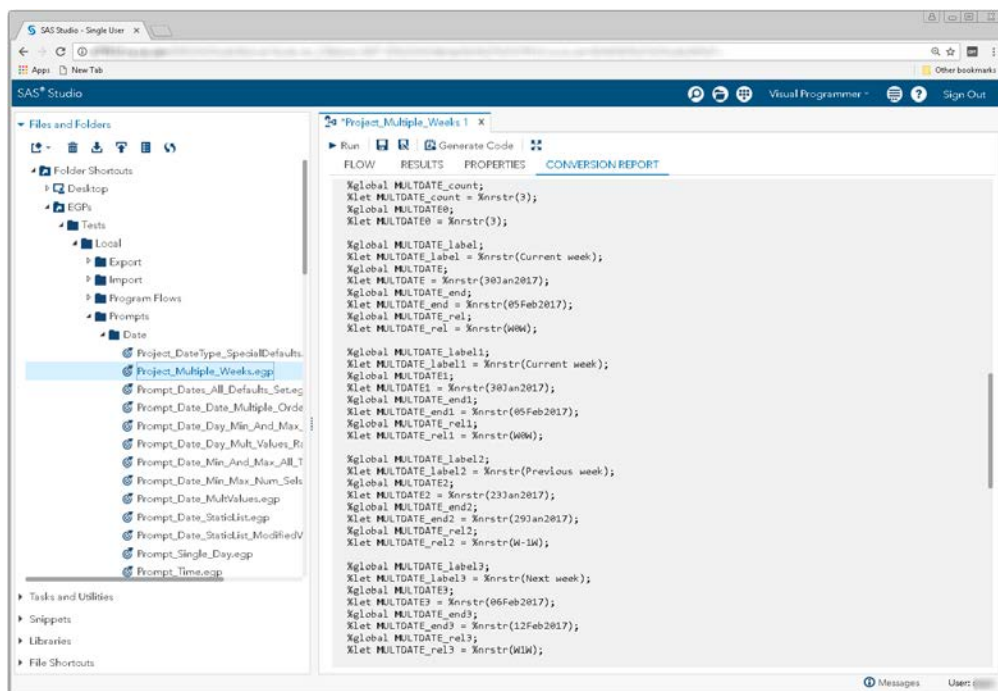 SAS Studio - Single User
Apps New Tab
Other bookmarks
SAS® Studio
Visual Programmer
Sign Out
Files and Folders
Folder Shortcuts
Desktop
EGPs
Tests
Local
Export
Import
Program Flows
Prompts
Date
Project_DateType_SpecialDefaults.
Project_Multiple_Weeks.egp
Prompt_Dates_All_Defaults_Set.eg
Prompt_Date_Date_Multiple_Orde
Prompt_Date_Day_Min_And_Max_
Prompt_Date_Day_Mult_Values_Ra
Prompt_Date_Min_And_Max_All_T
Prompt_Date_Min_Max_Num_Sels
Prompt_Date_MultValues.egp
Prompt_Date_StaticList.egp
Prompt_Date_StaticList_ModifiedV
Prompt_Single_Day.egp
Prompt_Time.egp
Tasks and Utilities
Snippets
Libraries
File Shortcuts
*Project_Multiple_Weeks 1
Run Generate Code
FLOW RESULTS PROPERTIES CONVERSION REPORT
%global MULTDATE_count;
%let MULTDATE_count = %nrstr(3);
%global MULTDATE0;
%let MULTDATE0 = %nrstr(3);
%global MULTDATE_label;
%let MULTDATE_label = %nrstr(Current week);
%global MULTDATE;
%let MULTDATE = %nrstr(30Jan2017);
%global MULTDATE_end;
%let MULTDATE_end = %nrstr(05Feb2017);
%global MULTDATE_rel;
%let MULTDATE_rel = %nrstr(W0W);
%global MULTDATE_label1;
%let MULTDATE_label1 = %nrstr(Current week);
%global MULTDATE1;
%let MULTDATE1 = %nrstr(30Jan2017);
%global MULTDATE_end1;
%let MULTDATE_end1 = %nrstr(05Feb2017);
%global MULTDATE_rel1;
%let MULTDATE_rel1 = %nrstr(W0W);
%global MULTDATE_label2;
%let MULTDATE_label2 = %nrstr(Previous week);
%global MULTDATE2;
%let MULTDATE2 = %nrstr(23Jan2017);
%global MULTDATE_end2;
%let MULTDATE_end2 = %nrstr(29Jan2017);
%global MULTDATE_rel2;
%let MULTDATE_rel2 = %nrstr(W-1W);
%global MULTDATE_label3;
%let MULTDATE_label3 = %nrstr(Next week);
%global MULTDATE3;
%let MULTDATE3 = %nrstr(06Feb2017);
%global MULTDATE_end3;
%let MULTDATE_end3 = %nrstr(12Feb2017);
%global MULTDATE_rel3;
%let MULTDATE_rel3 = %nrstr(W1W);
Messages User: